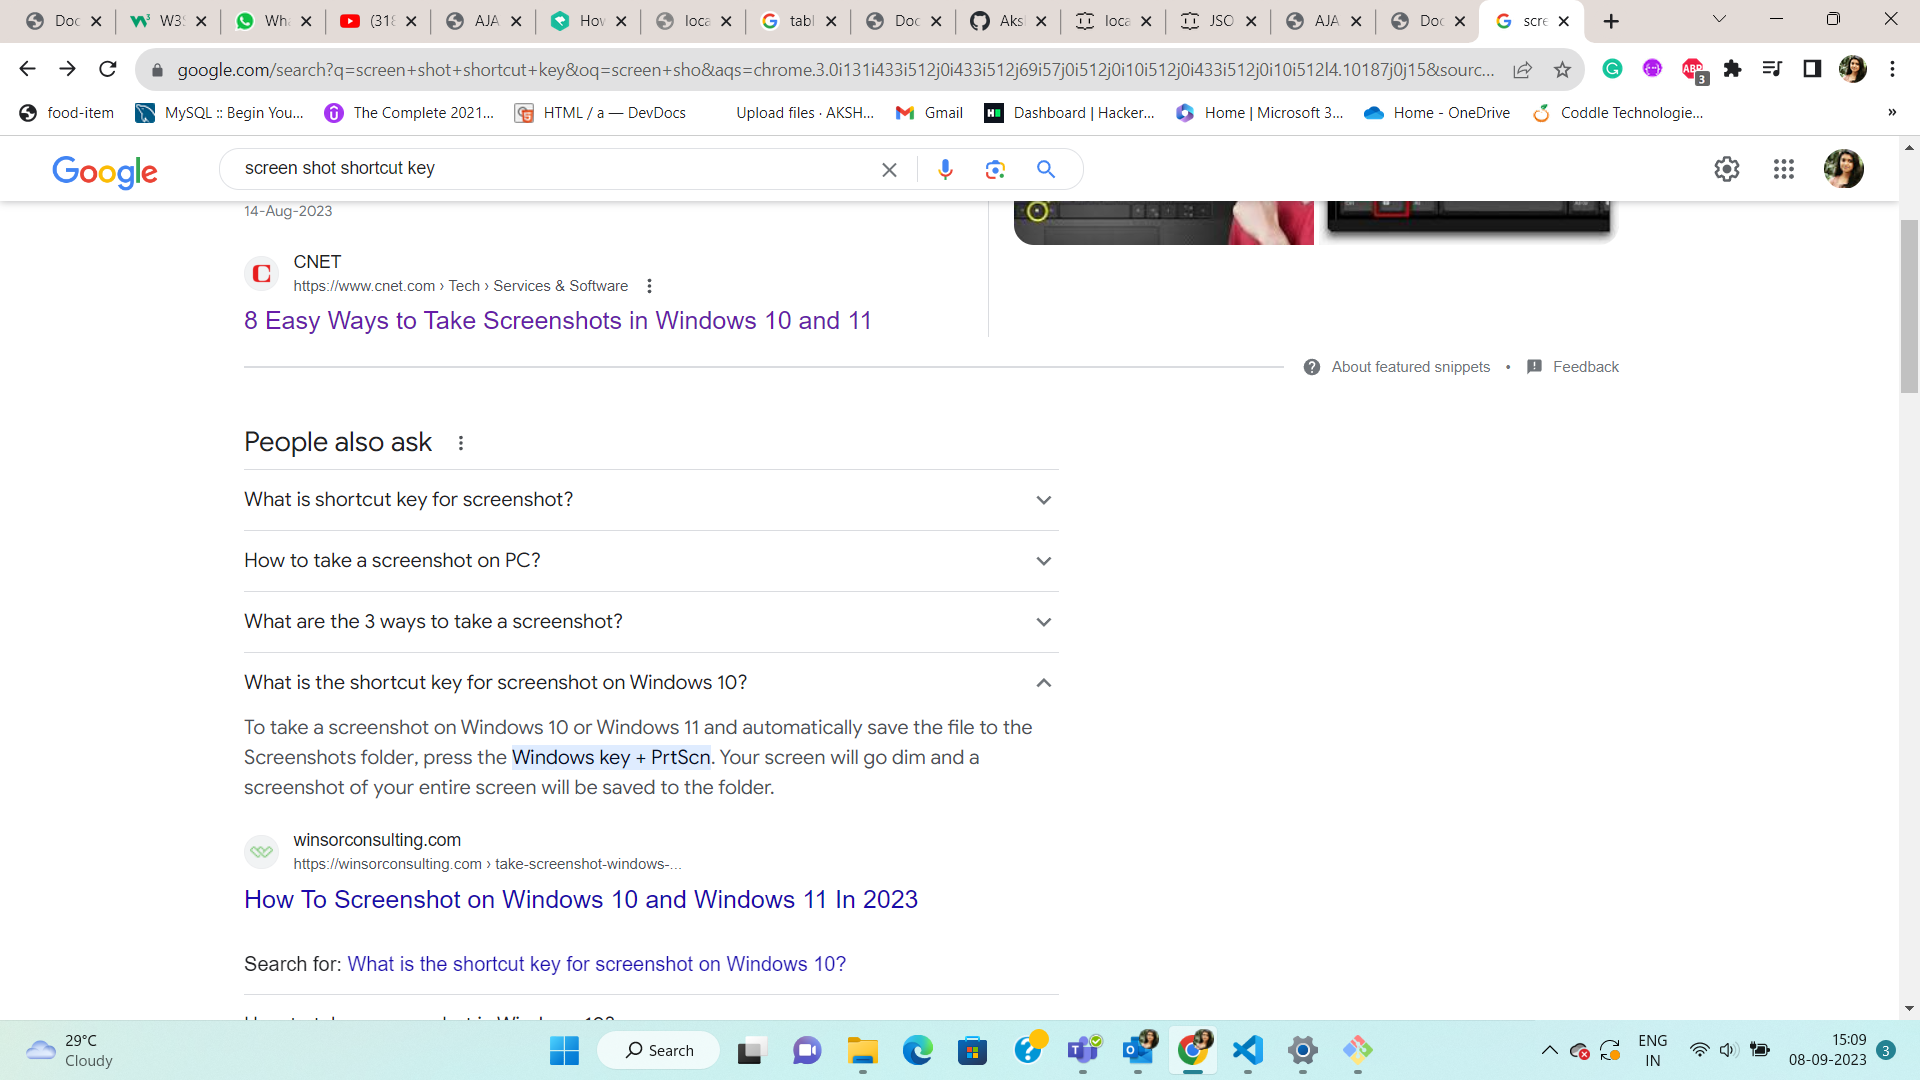 Doc
W3S
Wha
(318
AJA
How
loca
tabl
Doc
Aks
loca
JSO
AJA
Doc
scre
google.com/search?q=screen+shot+shortcut+key&oq=screen+sho&aqs=chrome.3.0i131i433i512j0i433i512j69i57j0i512j0i10i512j0i433i512j0i10i512l4.10187j0j15&sourc...
ABP
3
food-item
MySQL :: Begin You...
The Complete 2021...
HTML / a — DevDocs
Upload files · AKSH...
Gmail
Dashboard | Hacker...
Home | Microsoft 3...
Home - OneDrive
Coddle Technologie...
»
Google
screen shot shortcut key
14-Aug-2023
CNET
https://www.cnet.com › Tech › Services & Software
8 Easy Ways to Take Screenshots in Windows 10 and 11
About featured snippets • Feedback
People also ask
What is shortcut key for screenshot?
How to take a screenshot on PC?
What are the 3 ways to take a screenshot?
What is the shortcut key for screenshot on Windows 10?
To take a screenshot on Windows 10 or Windows 11 and automatically save the file to the
Screenshots folder, press the Windows key + PrtScn. Your screen will go dim and a
screenshot of your entire screen will be saved to the folder.
winsorconsulting.com
https://winsorconsulting.com › take-screenshot-windows-...
How To Screenshot on Windows 10 and Windows 11 In 2023
Search for: What is the shortcut key for screenshot on Windows 10?
29°C
Cloudy
Search
ENG
IN
15:09
08-09-2023
3